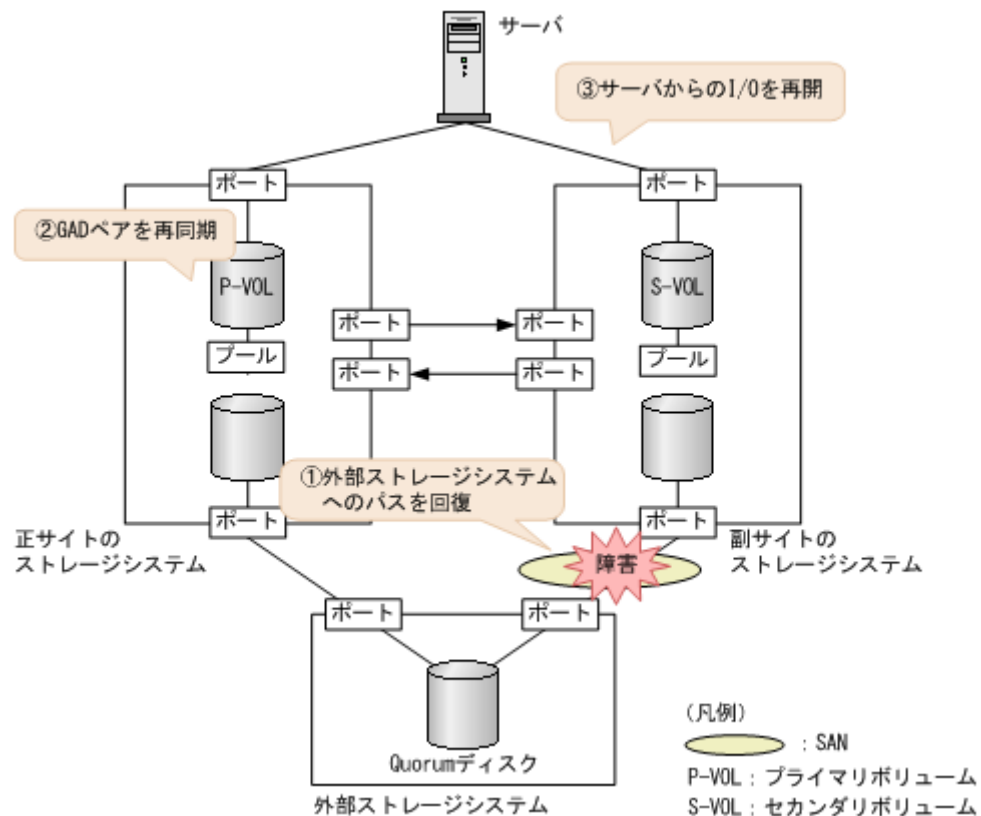 サーバ
③サーバからのI/Oを再開
ポート
ポート
②GADペアを再同期
P-VOL
S-VOL
ポート
ポート
プール
プール
ポート
ポート
①外部ストレージシステム
へのパスを回復
ポート
ポート
正サイトの
ストレージシステム
障害
副サイトの
ストレージシステム
ポート
ポート
Quorumディスク
外部ストレージシステム
(凡例)
：SAN
P-VOL：プライマリボリューム
S-VOL：セカンダリボリューム